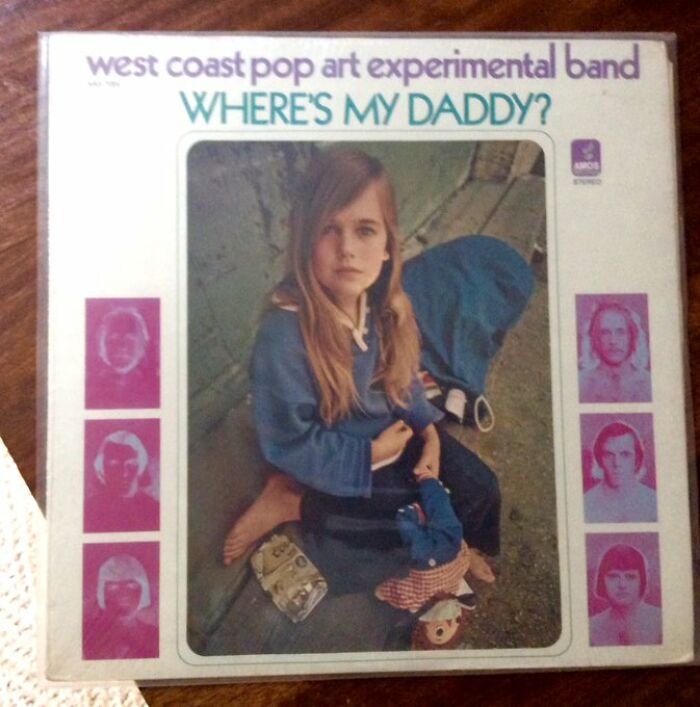 west coast pop art experimental band
WHERE'S MY DADDY?
AMOS
STEREO